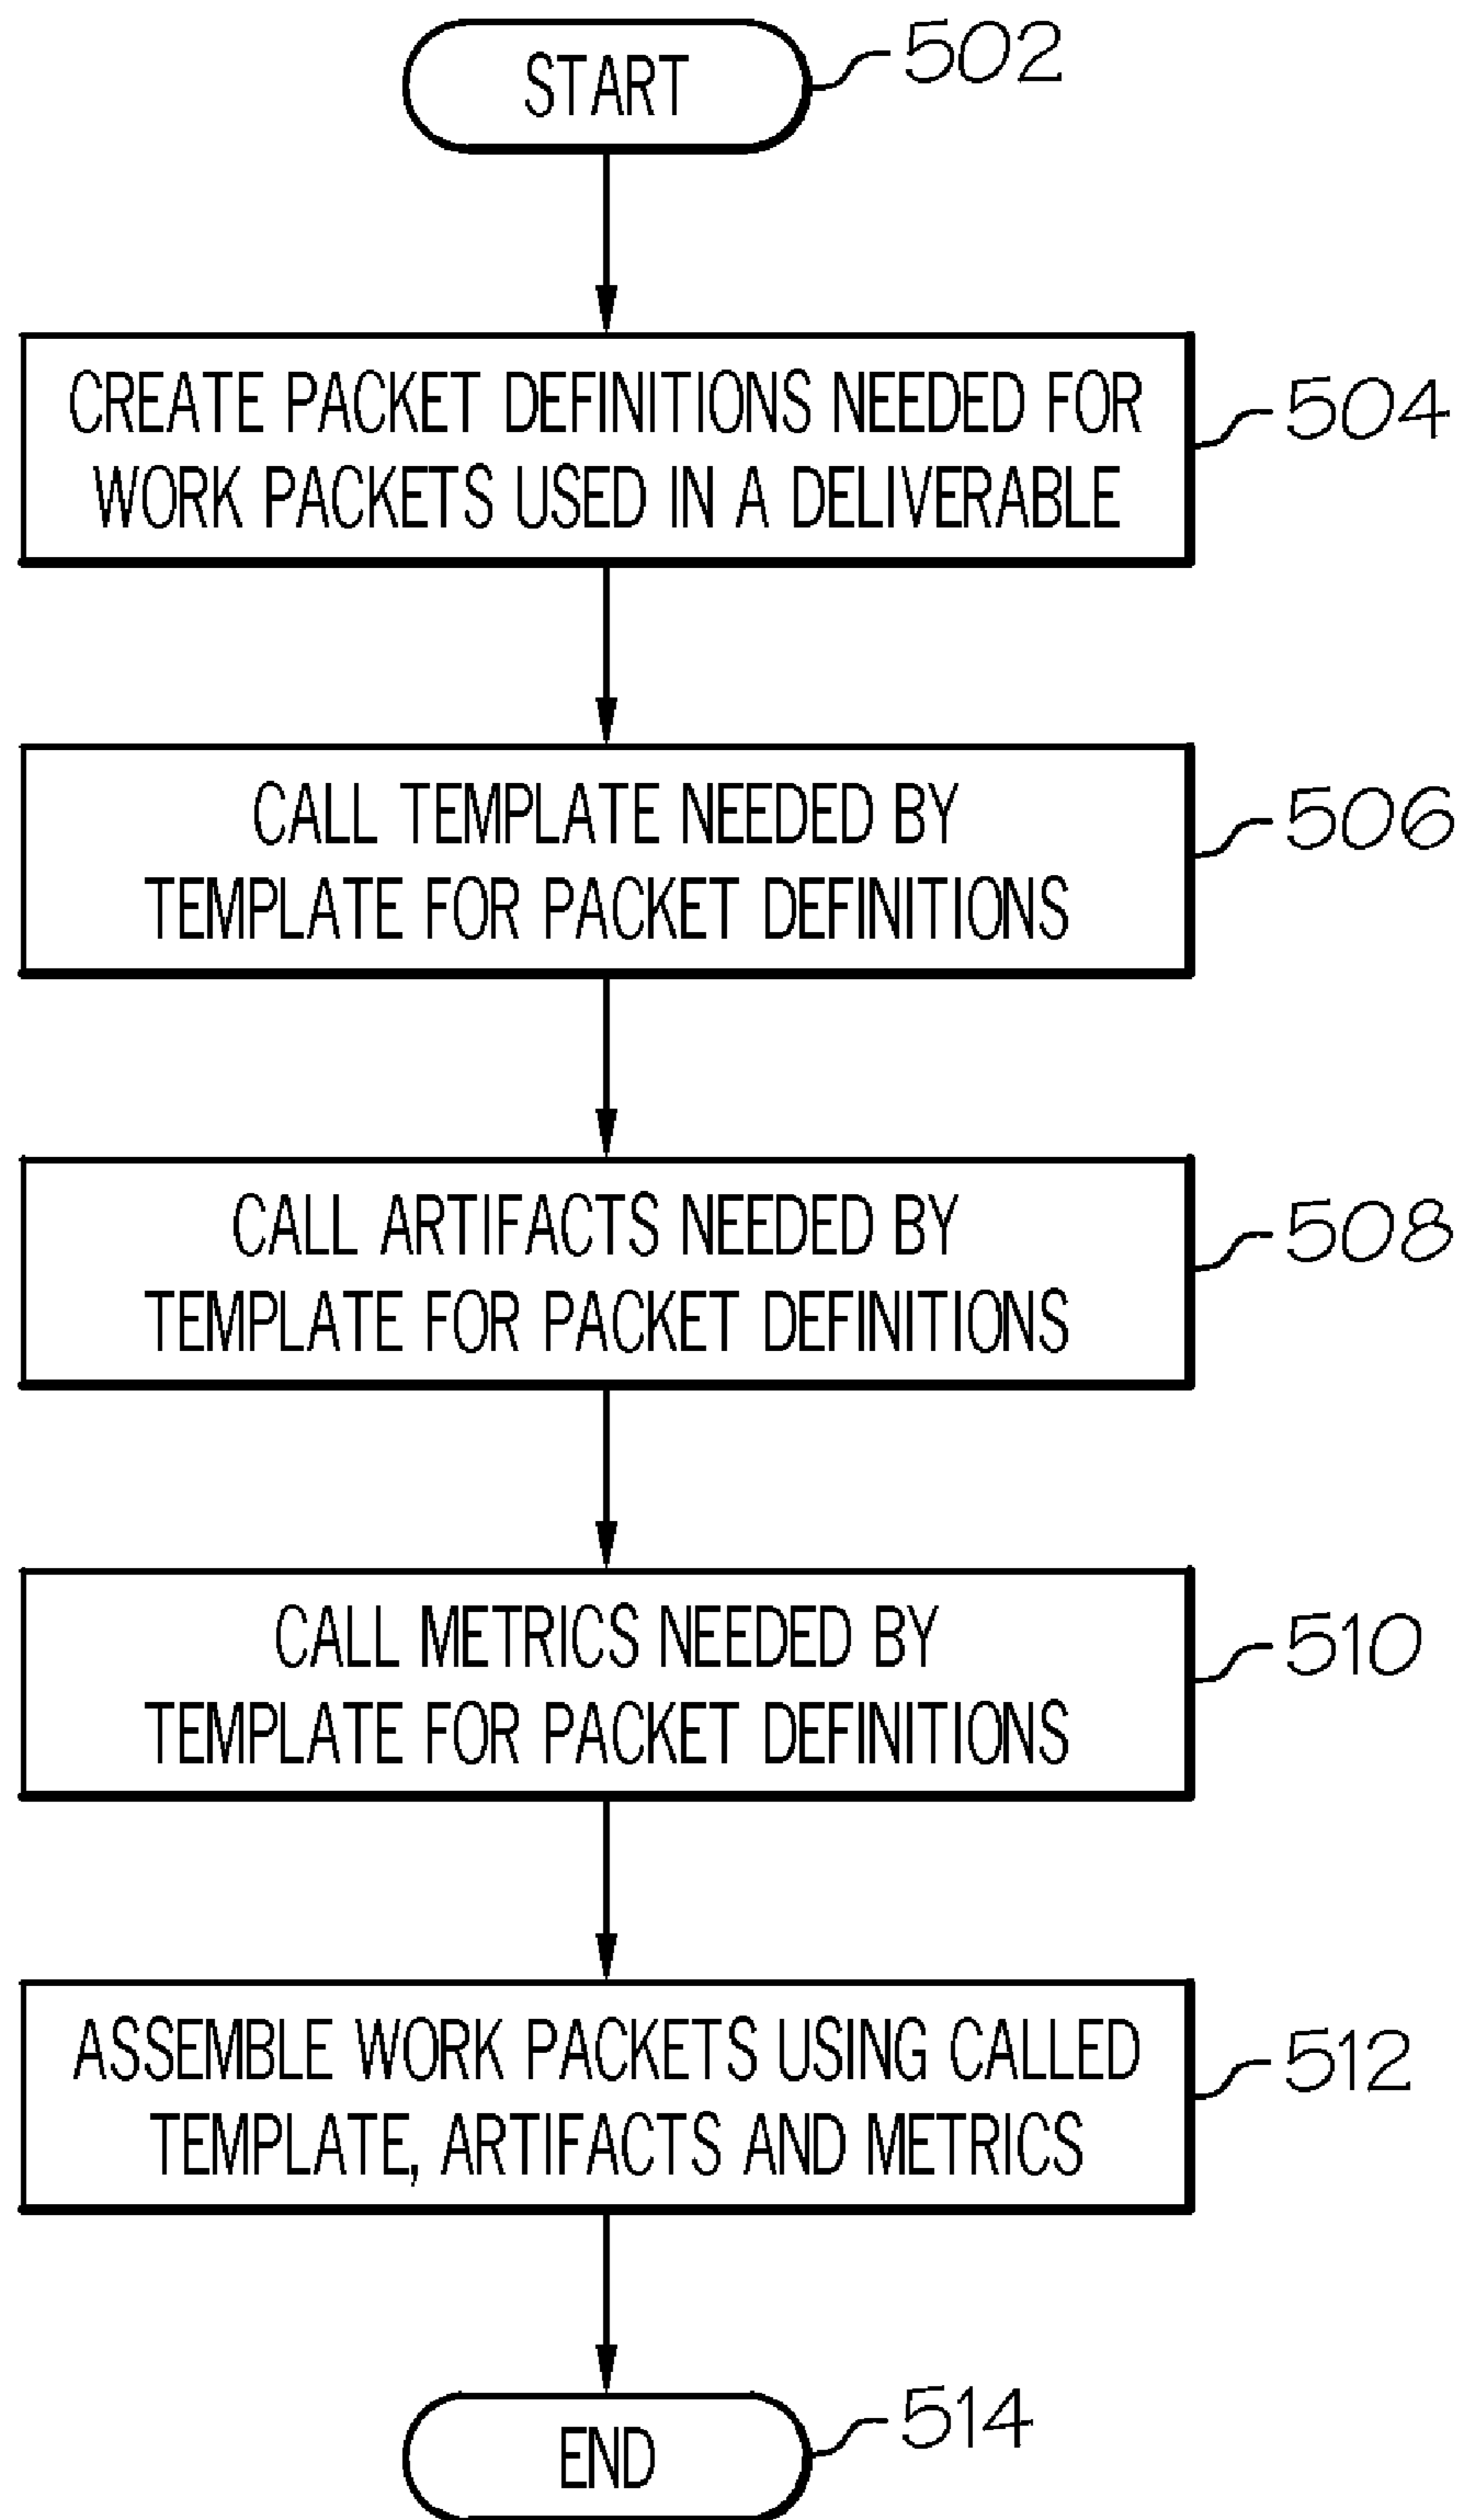 START
502
CREATE PACKET DEFINITIONS NEEDED FOR
WORK PACKETS USED IN A DELIVERABLE
504
CALL TEMPLATE NEEDED BY
TEMPLATE FOR PACKET DEFINITIONS
506
CALL ARTIFACTS NEEDED BY
TEMPLATE FOR PACKET DEFINITIONS
508
CALL METRICS NEEDED BY
TEMPLATE FOR PACKET DEFINITIONS
510
ASSEMBLE WORK PACKETS USING CALLED
TEMPLATE, ARTIFACTS AND METRICS
512
END
514